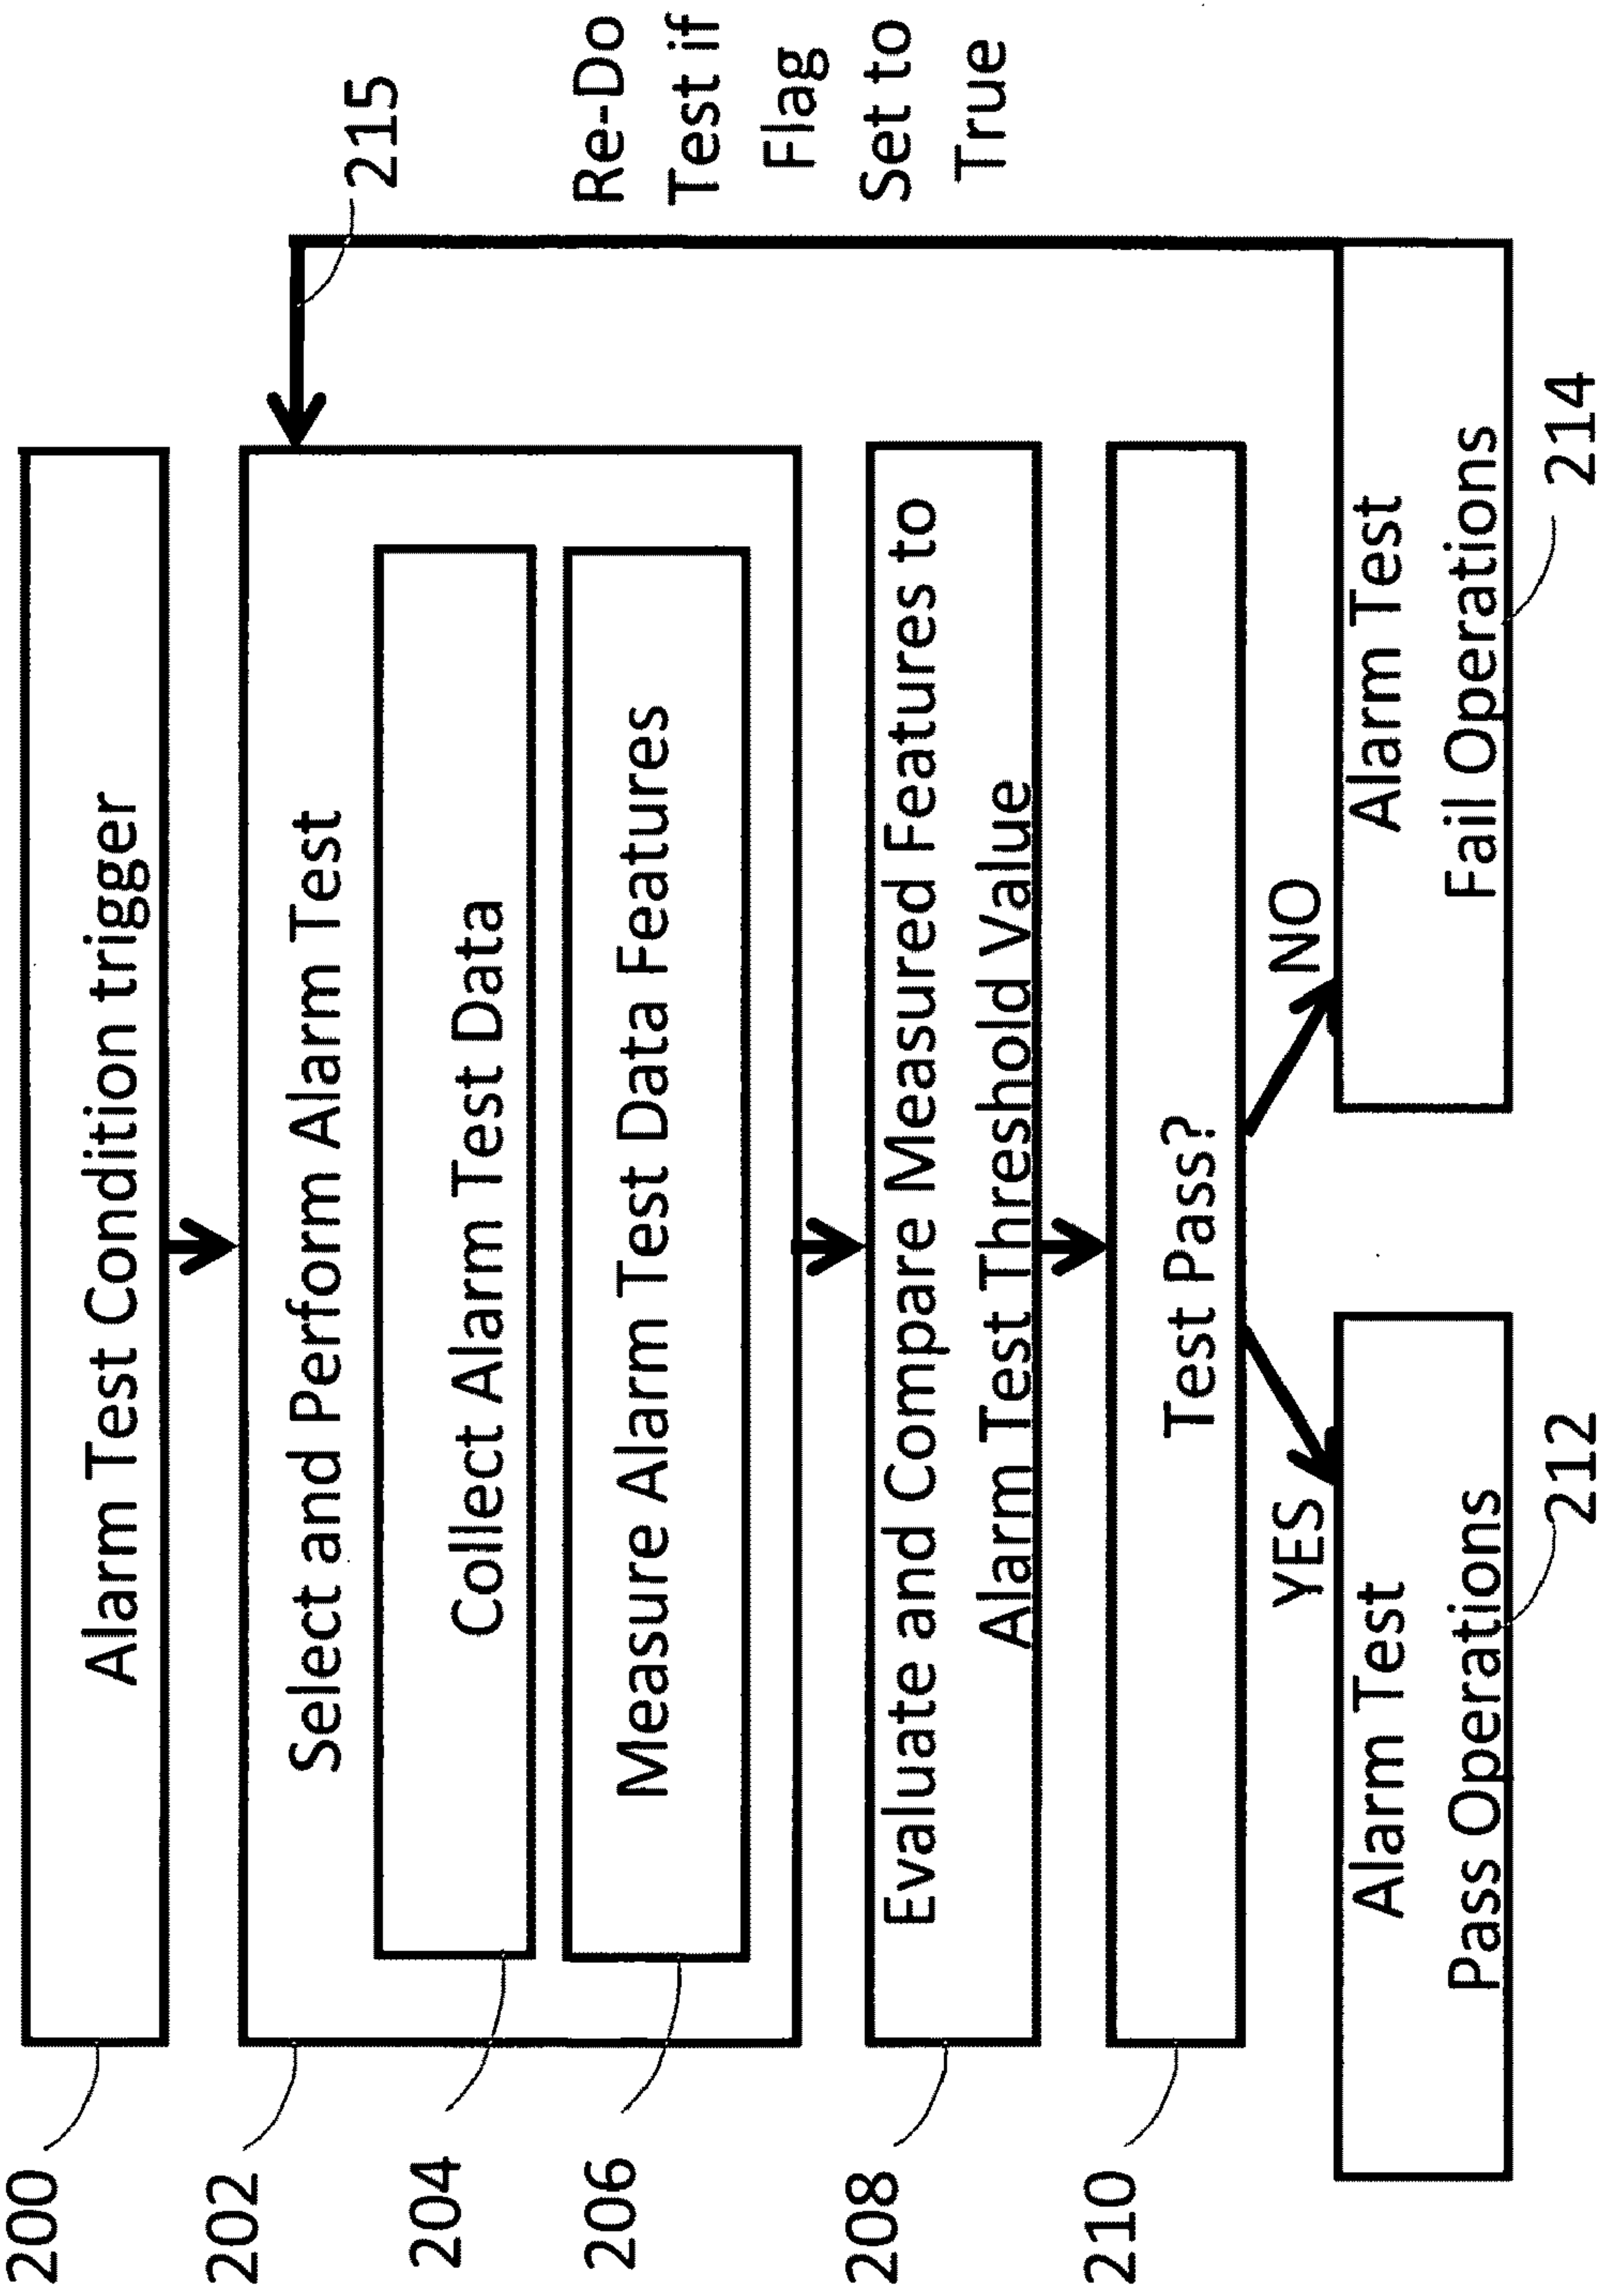 200
Alarm Test Condition trigger
202
Select and Perform Alarm Test
215
204
Collect Alarm Test Data
206
Measure Alarm Test Data Features
Re-Do
Test if
Flag
Set to
True
208
Evaluate and Compare Measured Features to
Alarm Test Threshold Value
210
Test Pass?
YES
NO
Alarm Test
Pass Operations
212
Alarm Test
Fail Operations
214